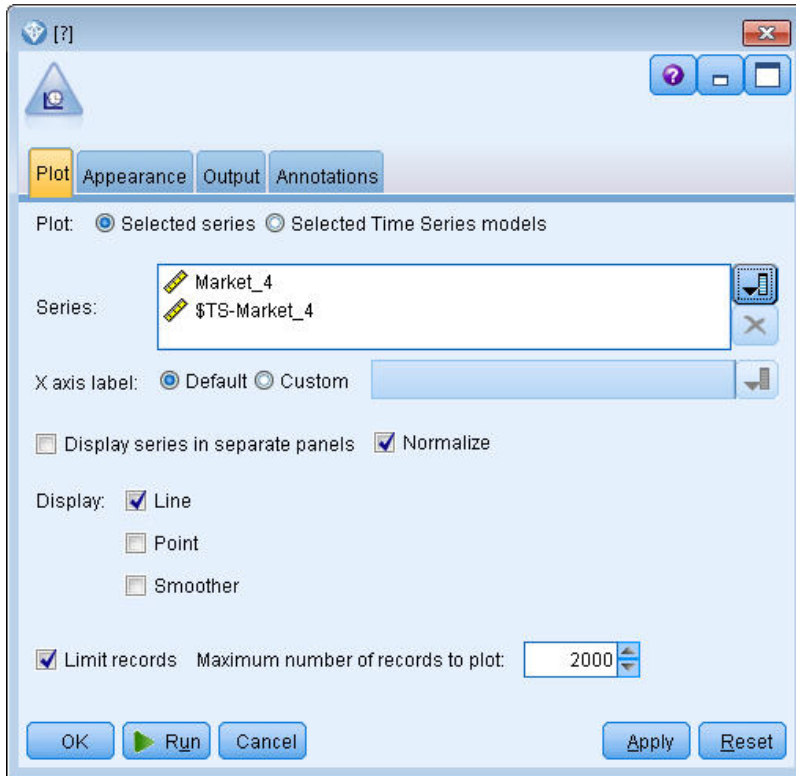 [?]
Plot Appearance Output Annotations
Plot: Selected series Selected Time Series models
Series:
Market_4
$TS-Market_4
X axis label: Default Custom
Display series in separate panels Normalize
Display: Line
Point
Smoother
Limit records Maximum number of records to plot: 2000
OK Run Cancel Apply Reset